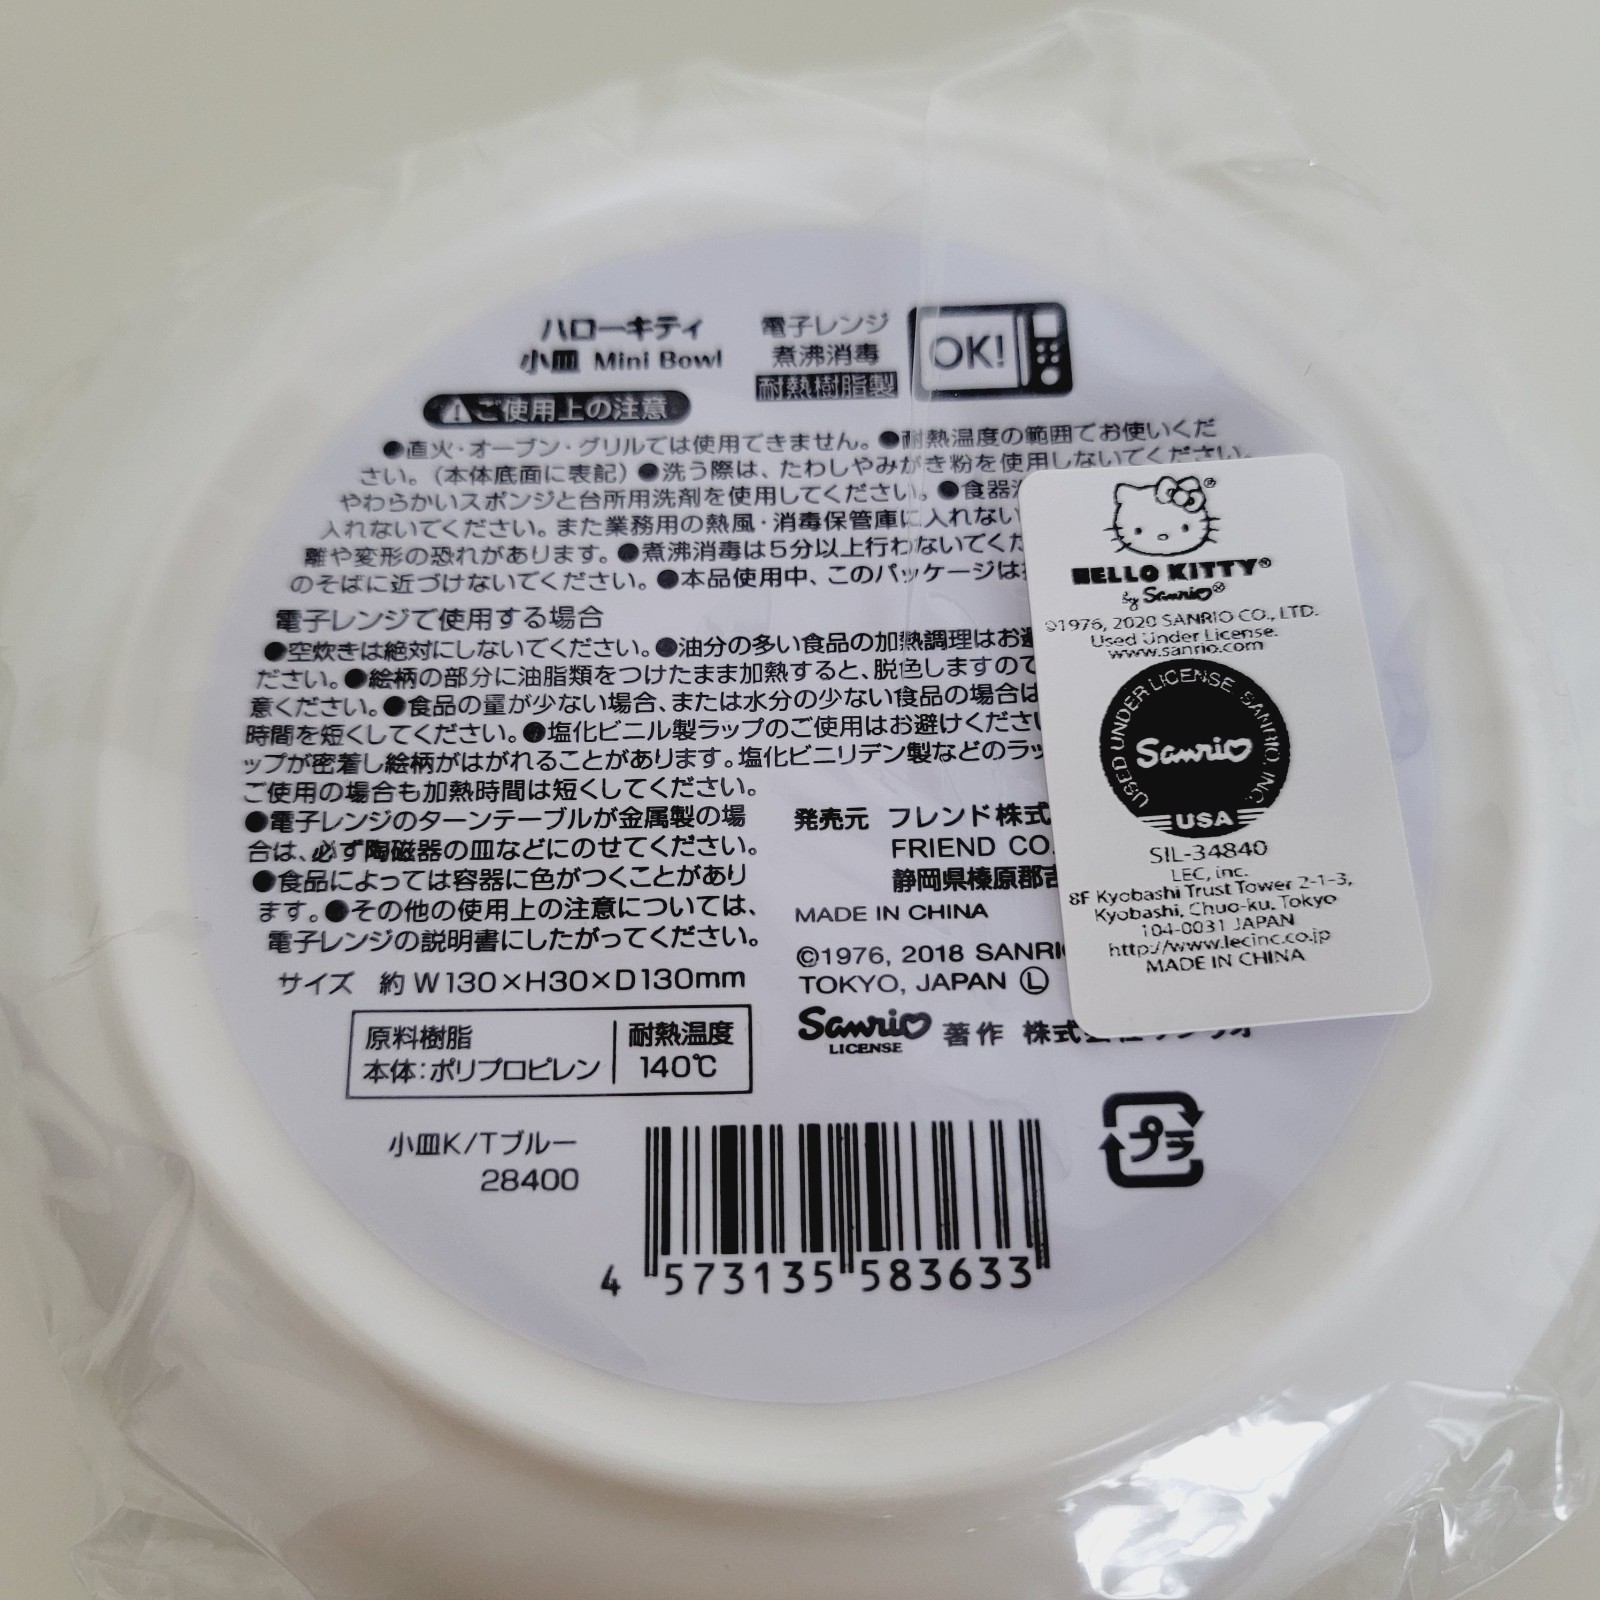 ハローキティ
小皿 Mini Bowl
電子レンジ
煮沸消毒
耐熱樹脂製
OK!
ご使用上の注意
●直火・オーブン・グリルでは使用できません。●耐熱温度の範囲でお使いくだ
さい。(本体底面に表記)●洗う際は、たわしやみがき粉を使用しないでください。
やわらかいスポンジと台所用洗剤を使用してください。●食器
入れないでください。また業務用の熱風・消毒保管庫に入れない
離や変形の恐れがあります。●煮沸消毒は5分以上行わないでくだ
のそばに近づけないでください。●本品使用中、このパッケージは
電子レンジで使用する場合
●空炊きは絶対にしないでください。●油分の多い食品の加熱調理はお避
ださい。●絵柄の部分に油脂類をつけたまま加熱すると、脱色しますので
意ください。●食品の量が少ない場合、または水分の少ない食品の場合は
時間を短くしてください。●塩化ビニル製ラップのご使用はお避けください
ップが密着し絵柄がはがれることがあります。塩化ビニリデン製などのラッ
ご使用の場合も加熱時間は短くしてください。
●電子レンジのターンテーブルが金属製の場
合は、必ず陶磁器の皿などにのせてください。
●食品によっては容器に色がつくことがあり
ます。●その他の使用上の注意については、
電子レンジの説明書にしたがってください。
サイズ 約W130×H30×D130mm
原料樹脂
本体:ポリプロピレン
耐熱温度
140℃
発売元 フレンド株式
FRIEND CO.
静岡県榛原郡吉
MADE IN CHINA
©1976, 2018 SANRIO
TOKYO, JAPAN Ⓛ
Sanrio
LICENSE
著作 株式会社サンリオ
小皿K/Tブルー
28400
4 573135 583633
プラ
HELLO KITTY®
by Sanrio®
©1976, 2020 SANRIO CO., LTD.
Used Under License.
www.sanrio.com
USED UNDER LICENSE. SANRIO, INC.
Sanrio
USA
SIL-34840
LEC, inc.
8F Kyobashi Trust Tower 2-1-3,
Kyobashi, Chuo-ku, Tokyo
104-0031 JAPAN
http://www.lecinc.co.jp
MADE IN CHINA